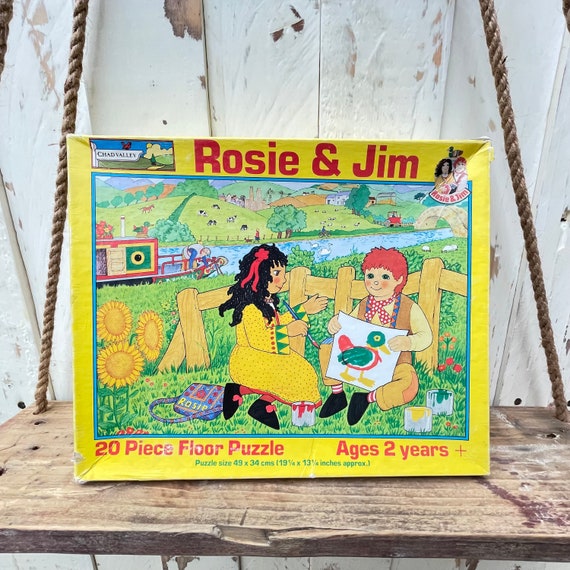 CHAD VALLEY
Rosie & Jim
Rosie & Jim
ROSIE
20 Piece Floor Puzzle
Ages 2 years +
Puzzle size 49 x 34 cms (19¼ x 13¼ inches approx.)